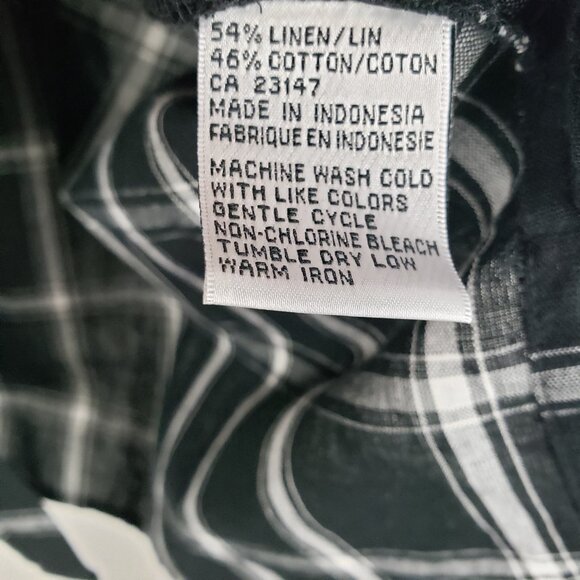 54% LINEN/LIN
46% COTTON/COTON
CA 23147
MADE IN INDONESIA
FABRIQUE EN INDONESIE
MACHINE WASH COLD
WITH LIKE COLORS
GENTLE CYCLE
NON-CHLORINE BLEACH
TUMBLE DRY LOW
WARM IRON